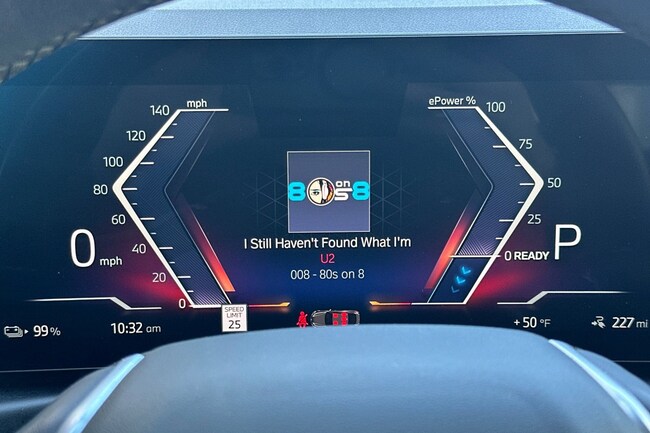 mph
140
120
100
80
60
40
20
0
0 mph
ePower %
100
75
50
25
0 READY
P
80s on 8
I Still Haven't Found What I'm
U2
008 - 80s on 8
SPEED
LIMIT
25
99 %
10:32 am
+ 50 °F
227 mi